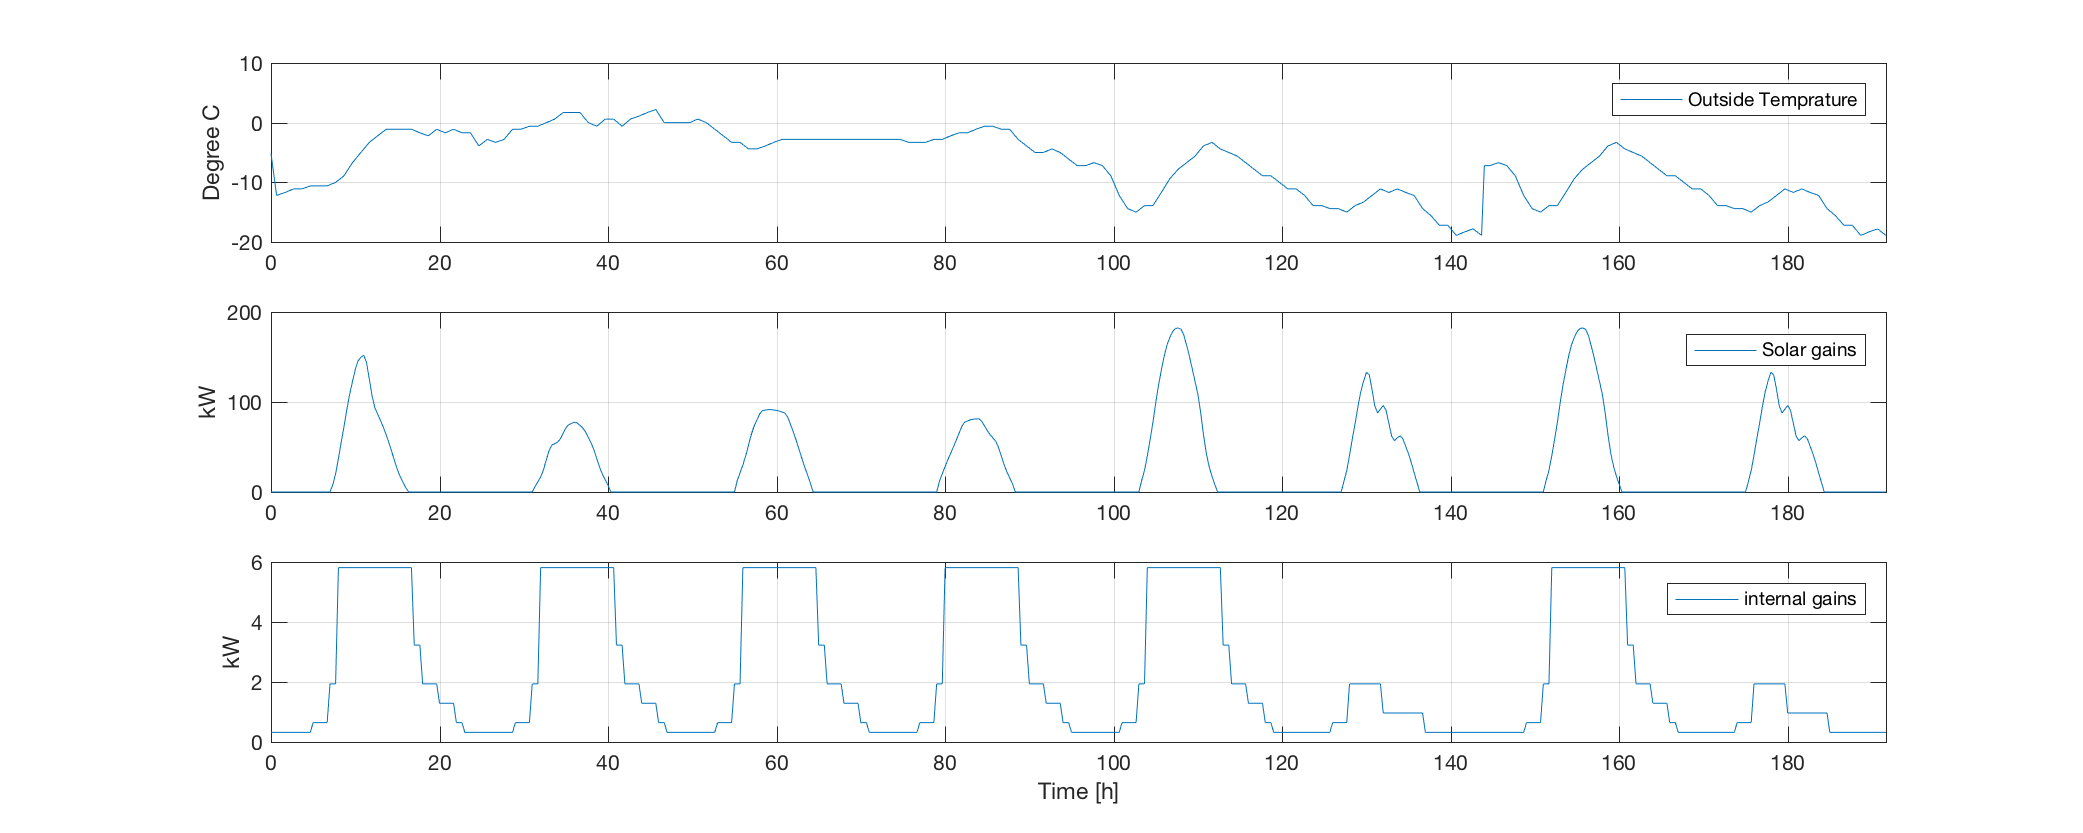 10
0
-10
-20
Degree C
Outside Temprature
0 20 40 60 80 100 120 140 160 180
200
100
0
kW
Solar gains
0 20 40 60 80 100 120 140 160 180
6
4
2
0
kW
internal gains
0 20 40 60 80 100 120 140 160 180
Time [h]